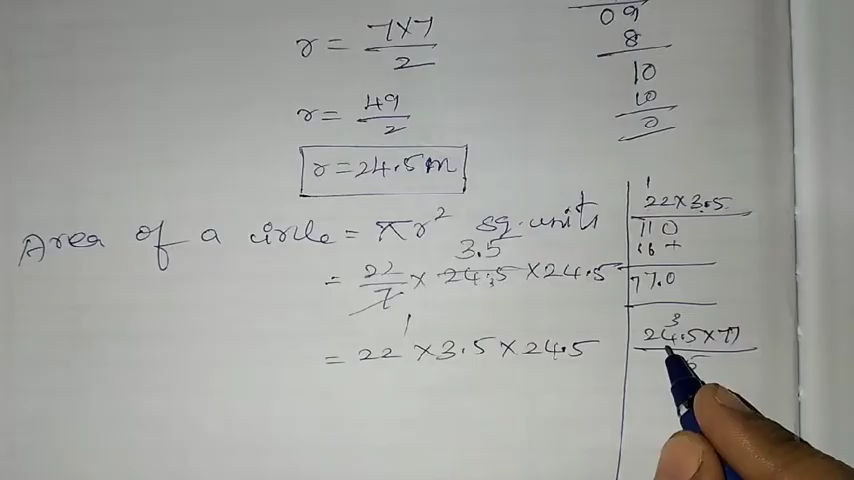 r = 7×7/2
r = 49/2
r = 24.5m
Area of a circle = πr² sq. units
3.5
= 22/7 × 24.5 × 24.5
= 22 × 3.5 × 24.5
09
8
10
10
0
1
22×3.5
110
66+
77.0
3
24.5×77
5